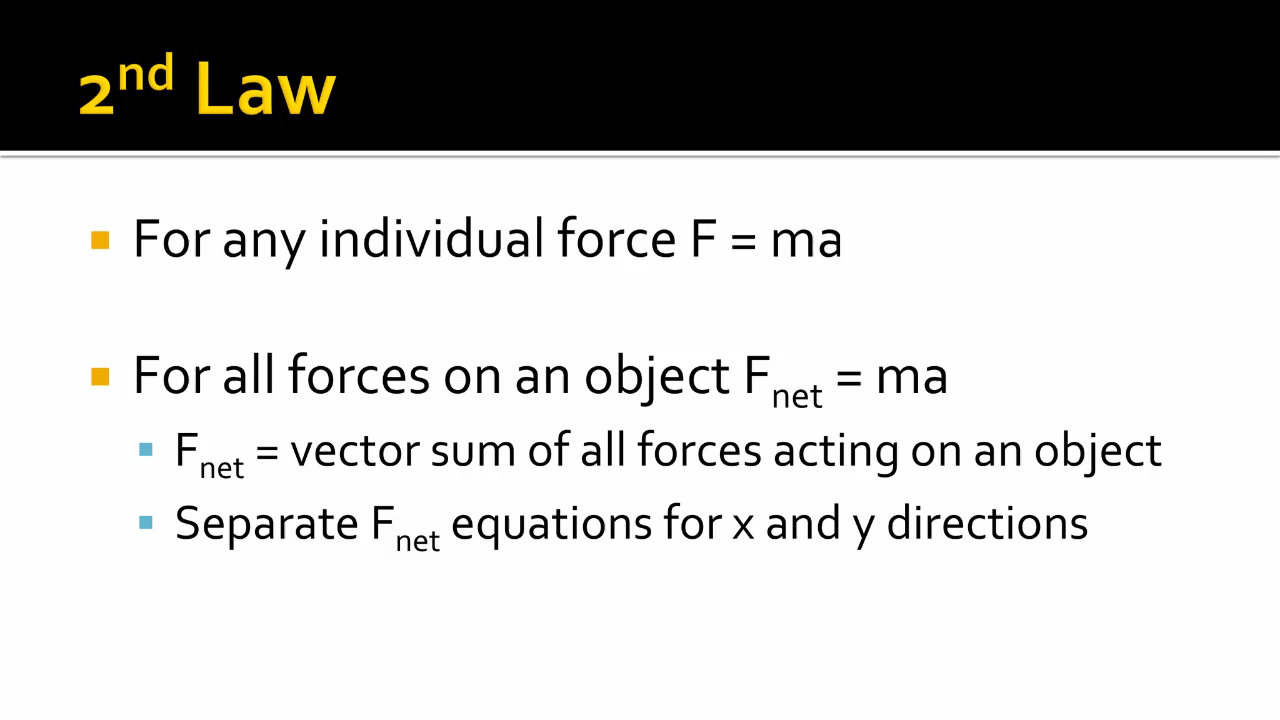 2nd Law
For any individual force F = ma
For all forces on an object Fnet = ma
Fnet = vector sum of all forces acting on an object
Separate Fnet equations for x and y directions